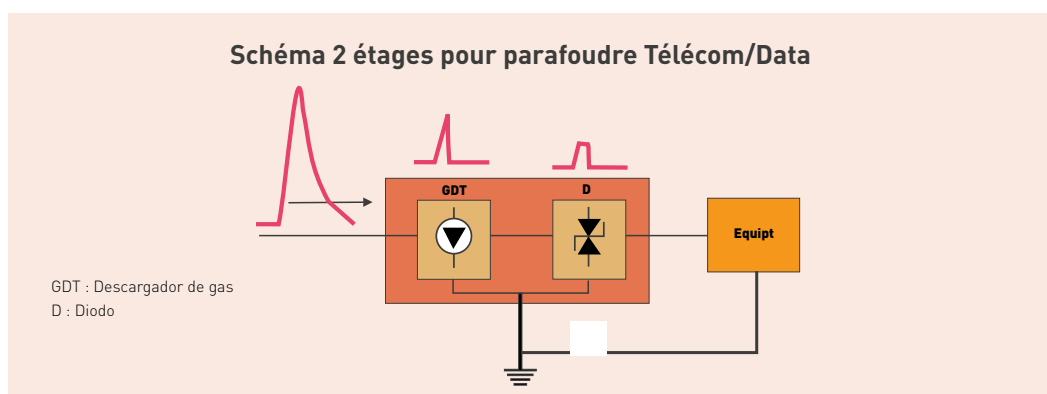 Schéma 2 étages pour parafoudre Télécom/Data
GDT
D
Equipt
GDT : Descargador de gas
D : Diodo